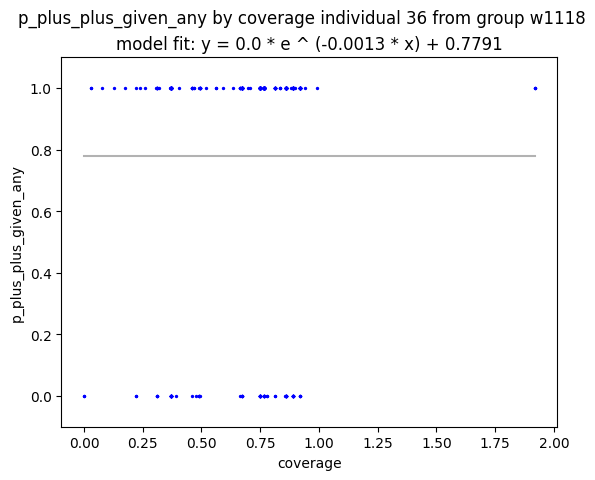 p_plus_plus_given_any by coverage individual 36 from group w1118
model fit: y = 0.0 * e ^ (-0.0013 * x) + 0.7791
1.0
0.8
0.6
0.4
0.2
0.0
p_plus_plus_given_any
0.00 0.25 0.50 0.75 1.00 1.25 1.50 1.75 2.00
coverage